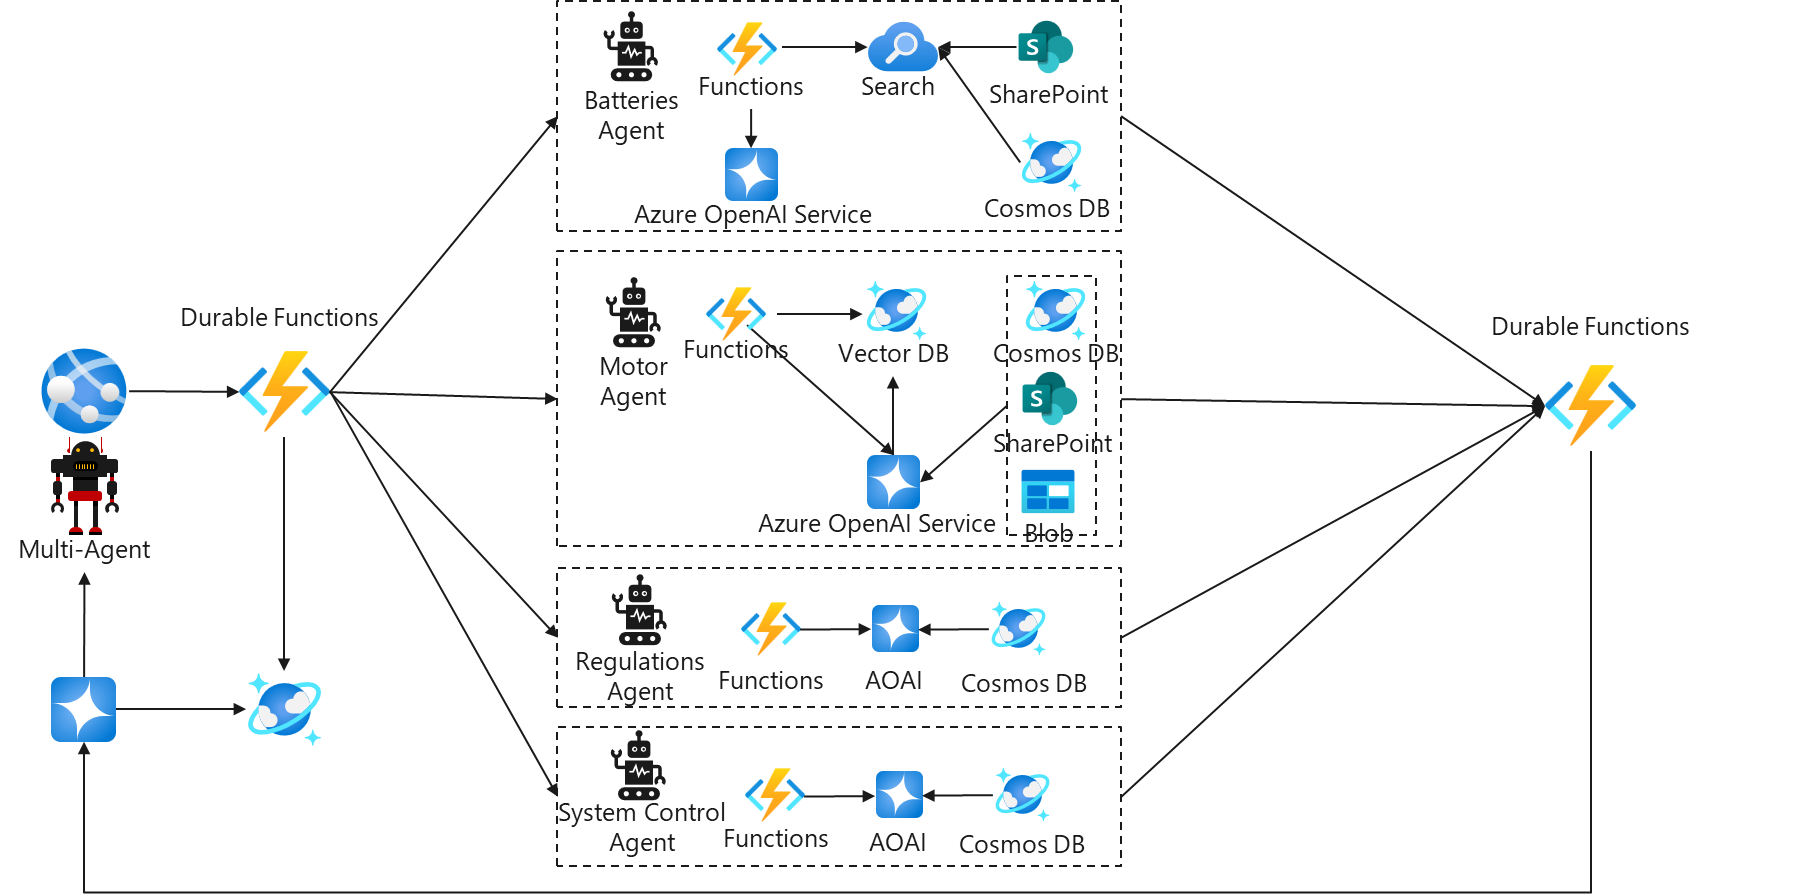 Durable Functions
Multi-Agent
Batteries
Agent
Functions
Search
S
SharePoint
Azure OpenAI Service
Cosmos DB
Motor
Agent
Functions
Vector DB
Cosmos DB
S
SharePoint
Azure OpenAI Service
Blob
Regulations
Agent
Functions
AOAI
Cosmos DB
System Control
Agent
Functions
AOAI
Cosmos DB
Durable Functions